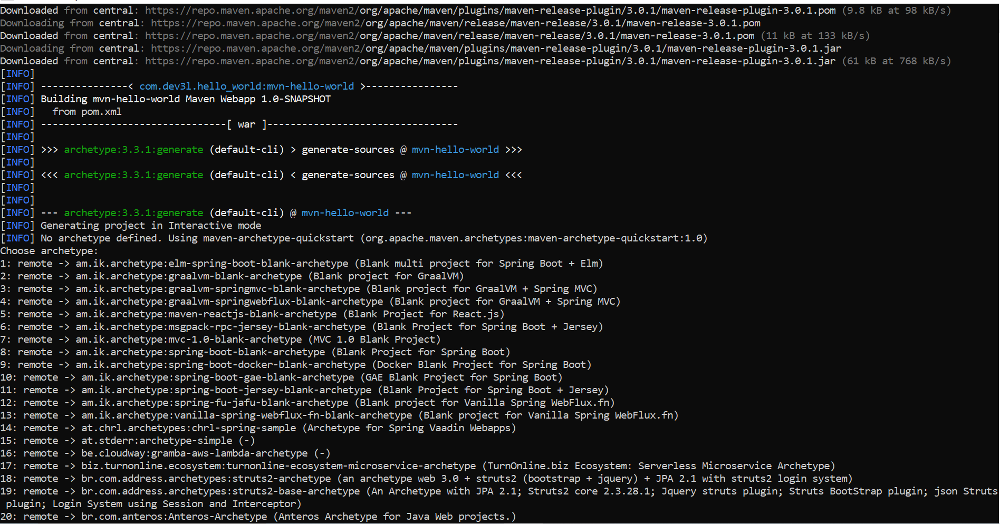 Downloaded from central: https://repo.maven.apache.org/maven2/org/apache/maven/plugins/maven-release-plugin/3.0.1/maven-release-plugin-3.0.1.pom (9.8 kB at 98 kB/s)
Downloading from central: https://repo.maven.apache.org/maven2/org/apache/maven/release/maven-release/3.0.1/maven-release-3.0.1.pom
Downloaded from central: https://repo.maven.apache.org/maven2/org/apache/maven/release/maven-release/3.0.1/maven-release-3.0.1.pom (11 kB at 133 kB/s)
Downloading from central: https://repo.maven.apache.org/maven2/org/apache/maven/plugins/maven-release-plugin/3.0.1/maven-release-plugin-3.0.1.jar
Downloaded from central: https://repo.maven.apache.org/maven2/org/apache/maven/plugins/maven-release-plugin/3.0.1/maven-release-plugin-3.0.1.jar (61 kB at 768 kB/s)
[INFO]
[INFO] ---------------< com.dev3l.hello_world:mvn-hello-world >----------------
[INFO] Building mvn-hello-world Maven Webapp 1.0-SNAPSHOT
[INFO]   from pom.xml
[INFO] --------------------------------[ war ]---------------------------------
[INFO]
[INFO] >>> archetype:3.3.1:generate (default-cli) > generate-sources @ mvn-hello-world >>>
[INFO]
[INFO] <<< archetype:3.3.1:generate (default-cli) < generate-sources @ mvn-hello-world <<<
[INFO]
[INFO]
[INFO] --- archetype:3.3.1:generate (default-cli) @ mvn-hello-world ---
[INFO] Generating project in Interactive mode
[INFO] No archetype defined. Using maven-archetype-quickstart (org.apache.maven.archetypes:maven-archetype-quickstart:1.0)
Choose archetype:
1: remote -> am.ik.archetype:elm-spring-boot-blank-archetype (Blank multi project for Spring Boot + Elm)
2: remote -> am.ik.archetype:graalvm-blank-archetype (Blank project for GraalVM)
3: remote -> am.ik.archetype:graalvm-springmvc-blank-archetype (Blank project for GraalVM + Spring MVC)
4: remote -> am.ik.archetype:graalvm-springwebflux-blank-archetype (Blank project for GraalVM + Spring MVC)
5: remote -> am.ik.archetype:maven-reactjs-blank-archetype (Blank Project for React.js)
6: remote -> am.ik.archetype:msgpack-rpc-jersey-blank-archetype (Blank Project for Spring Boot + Jersey)
7: remote -> am.ik.archetype:mvc-1.0-blank-archetype (MVC 1.0 Blank Project)
8: remote -> am.ik.archetype:spring-boot-blank-archetype (Blank Project for Spring Boot)
9: remote -> am.ik.archetype:spring-boot-docker-blank-archetype (Docker Blank Project for Spring Boot)
10: remote -> am.ik.archetype:spring-boot-gae-blank-archetype (GAE Blank Project for Spring Boot)
11: remote -> am.ik.archetype:spring-boot-jersey-blank-archetype (Blank Project for Spring Boot + Jersey)
12: remote -> am.ik.archetype:spring-fu-jafu-blank-archetype (Blank project for Vanilla Spring WebFlux.fn)
13: remote -> am.ik.archetype:vanilla-spring-webflux-fn-blank-archetype (Blank project for Vanilla Spring WebFlux.fn)
14: remote -> at.chrl.archetypes:chrl-spring-sample (Archetype for Spring Vaadin Webapps)
15: remote -> at.stderr:archetype-simple (-)
16: remote -> be.cloudway:gramba-aws-lambda-archetype (-)
17: remote -> biz.turnonline.ecosystem:turnonline-ecosystem-microservice-archetype (TurnOnline.biz Ecosystem: Serverless Microservice Archetype)
18: remote -> br.com.address.archetypes:struts2-archetype (an archetype web 3.0 + struts2 (bootstrap + jquery) + JPA 2.1 with struts2 login system)
19: remote -> br.com.address.archetypes:struts2-base-archetype (An Archetype with JPA 2.1; Struts2 core 2.3.28.1; Jquery struts plugin; Struts BootStrap plugin; json Struts
plugin; Login System using Session and Interceptor)
20: remote -> br.com.anteros:Anteros-Archetype (Anteros Archetype for Java Web projects.)